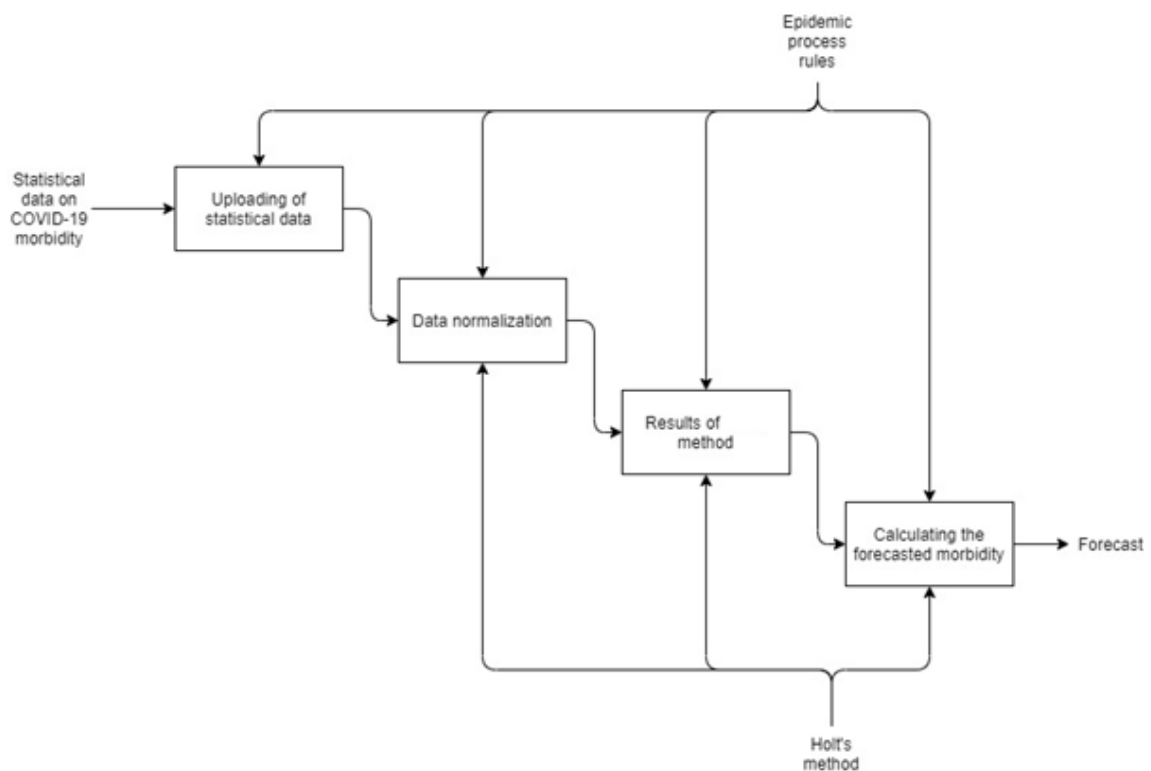 Epidemic
process
rules
Statistical
data on
COVID-19
morbidity
Uploading of
statistical data
Data normalization
Results of
method
Calculating the
forecasted morbidity
Forecast
Holt's
method